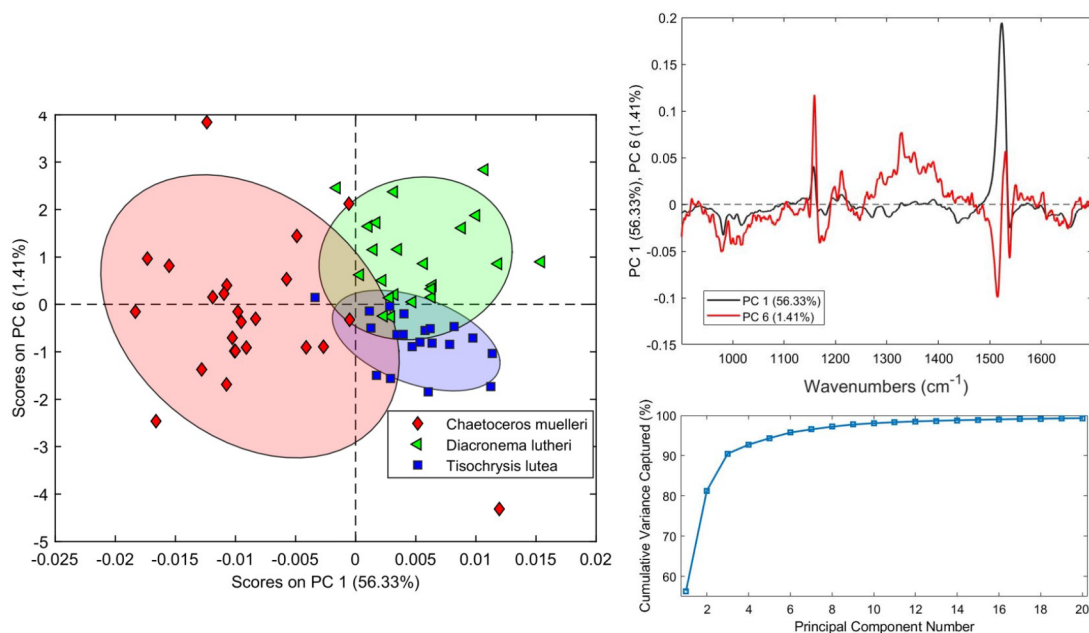 4
3
2
1
0
-1
-2
-3
-4
-5
Scores on PC 6 (1.41%)
-0.025 -0.02 -0.015 -0.01 -0.005 0 0.005 0.01 0.015 0.02
Scores on PC 1 (56.33%)
Chaetoceros muelleri
Diacronema lutheri
Tisochrysis lutea
0.2
0.15
0.1
0.05
0
-0.05
-0.1
-0.15
PC 1 (56.33%), PC 6 (1.41%)
PC 1 (56.33%)
PC 6 (1.41%)
1000 1100 1200 1300 1400 1500 1600
Wavenumbers (cm-1)
100
90
80
70
60
Cumulative Variance Captured (%)
2 4 6 8 10 12 14 16 18 20
Principal Component Number